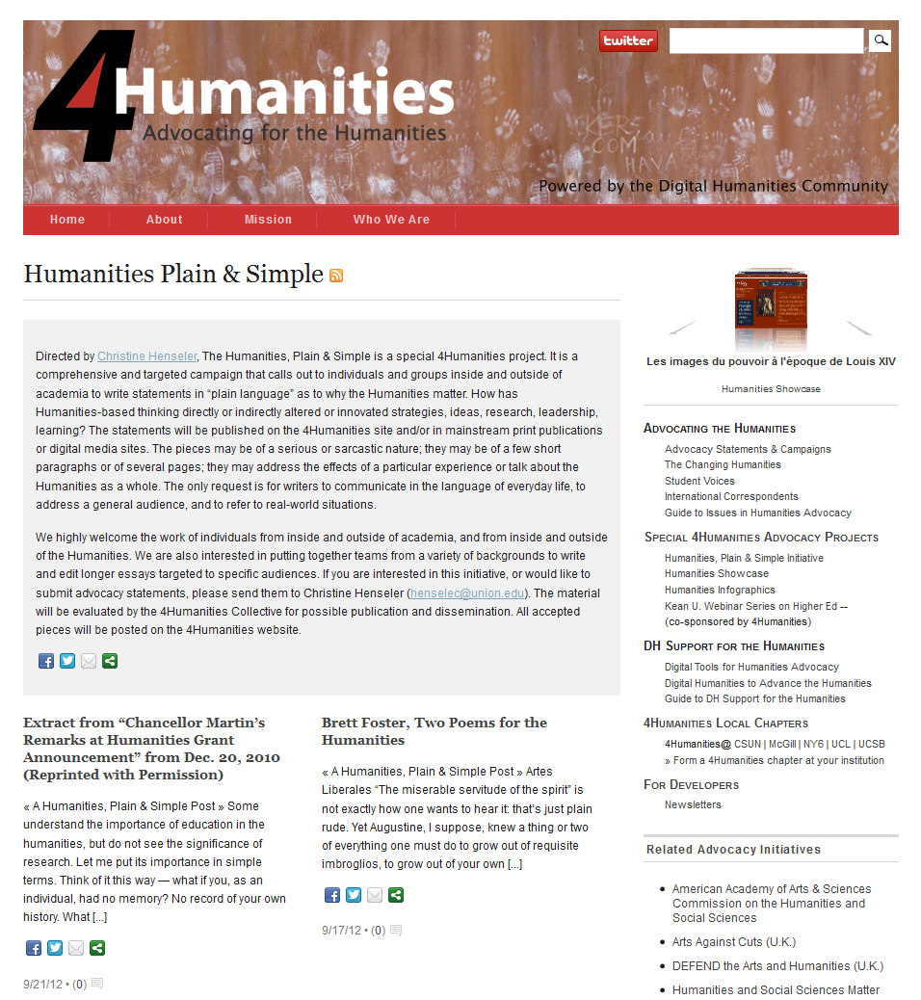 4Humanities
Advocating for the Humanities
twitter
KERS
COM
HAVA
Powered by the Digital Humanities Community
Home About Mission Who We Are
Humanities Plain & Simple
Directed by Christine Henseler, The Humanities, Plain & Simple is a special 4Humanities project. It is a
comprehensive and targeted campaign that calls out to individuals and groups inside and outside of
academia to write statements in “plain language” as to why the Humanities matter. How has
Humanities-based thinking directly or indirectly altered or innovated strategies, ideas, research, leadership,
learning? The statements will be published on the 4Humanities site and/or in mainstream print publications
or digital media sites. The pieces may be of a serious or sarcastic nature; they may be of a few short
paragraphs or of several pages; they may address the effects of a particular experience or talk about the
Humanities as a whole. The only request is for writers to communicate in the language of everyday life, to
address a general audience, and to refer to real-world situations.
We highly welcome the work of individuals from inside and outside of academia, and from inside and outside
of the Humanities. We are also interested in putting together teams from a variety of backgrounds to write
and edit longer essays targeted to specific audiences. If you are interested in this initiative, or would like to
submit advocacy statements, please send them to Christine Henseler (henselec@union.edu). The material
will be evaluated by the 4Humanities Collective for possible publication and dissemination. All accepted
pieces will be posted on the 4Humanities website.
Extract from “Chancellor Martin’s
Remarks at Humanities Grant
Announcement” from Dec. 20, 2010
(Reprinted with Permission)
« A Humanities, Plain & Simple Post » Some
understand the importance of education in the
humanities, but do not see the significance of
research. Let me put its importance in simple
terms. Think of it this way — what if you, as an
individual, had no memory? No record of your own
history. What [...]
9/21/12 • (0)
Brett Foster, Two Poems for the
Humanities
« A Humanities, Plain & Simple Post » Artes
Liberales “The miserable servitude of the spirit” is
not exactly how one wants to hear it: that’s just plain
rude. Yet Augustine, I suppose, knew a thing or two
of everything one must do to grow out of requisite
imbroglios, to grow out of your own [...]
9/17/12 • (0)
Les images du pouvoir à l'époque de Louis XIV
Humanities Showcase
Advocating the Humanities
Advocacy Statements & Campaigns
The Changing Humanities
Student Voices
International Correspondents
Guide to Issues in Humanities Advocacy
Special 4Humanities Advocacy Projects
Humanities, Plain & Simple Initiative
Humanities Showcase
Humanities Infographics
Kean U. Webinar Series on Higher Ed --
(co-sponsored by 4Humanities)
DH Support for the Humanities
Digital Tools for Humanities Advocacy
Digital Humanities to Advance the Humanities
Guide to DH Support for the Humanities
4Humanities Local Chapters
4Humanities@ CSUN | McGill | NY6 | UCL | UCSB
» Form a 4Humanities chapter at your institution
For Developers
Newsletters
Related Advocacy Initiatives
American Academy of Arts & Sciences
Commission on the Humanities and
Social Sciences
Arts Against Cuts (U.K.)
DEFEND the Arts and Humanities (U.K.)
Humanities and Social Sciences Matter